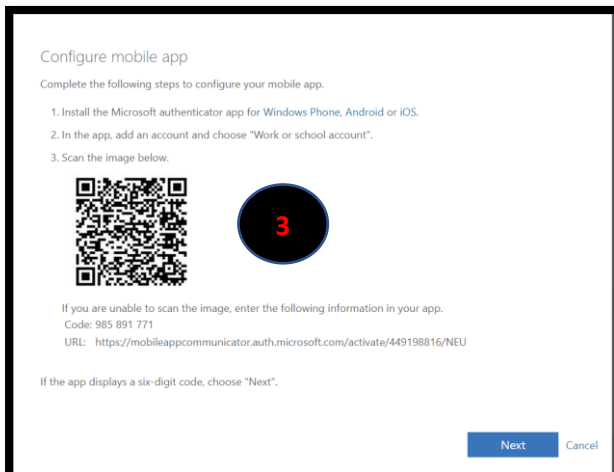 Configure mobile app
Complete the following steps to configure your mobile app.
1. Install the Microsoft authenticator app for Windows Phone, Android or iOS.
2. In the app, add an account and choose "Work or school account".
3. Scan the image below.
3
If you are unable to scan the image, enter the following information in your app.
Code: 985 891 771
URL: https://mobileappcommunicator.auth.microsoft.com/activate/449198816/NEU
If the app displays a six-digit code, choose "Next".
Next Cancel